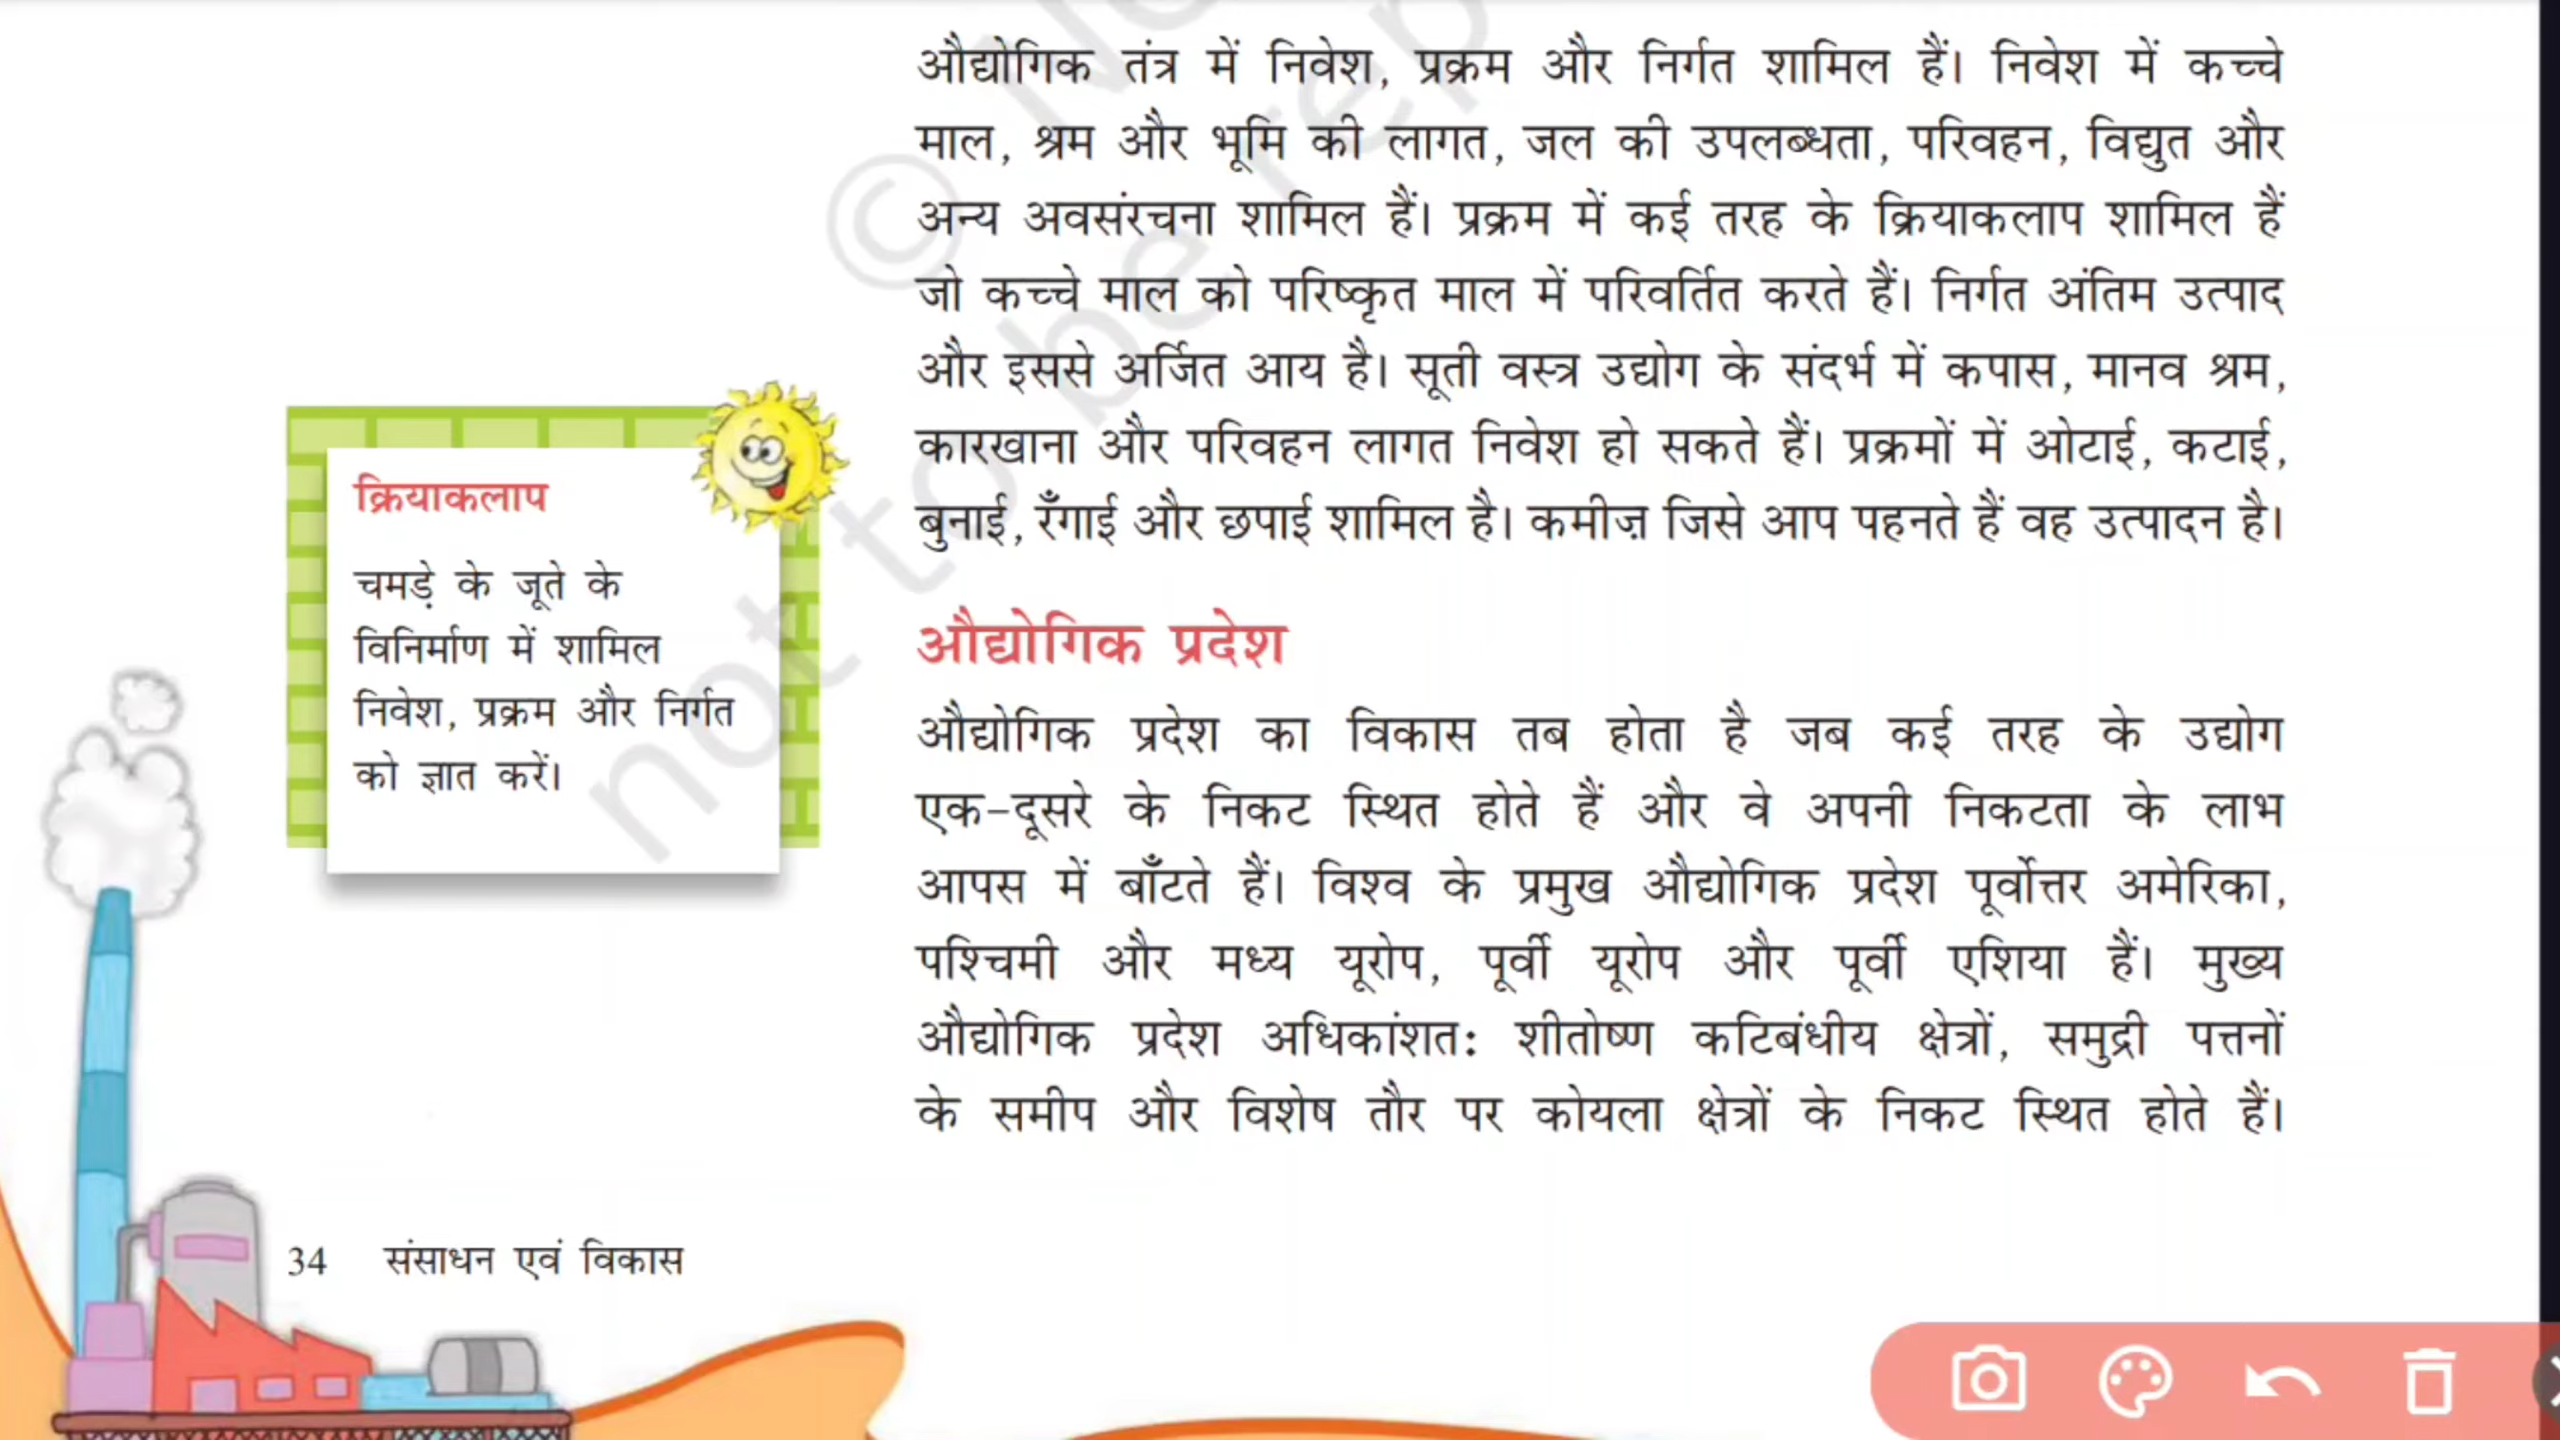 औद्योगिक तंत्र में निवेश, प्रक्रम और निर्गत शामिल हैं। निवेश में कच्चे
माल, श्रम और भूमि की लागत, जल की उपलब्धता, परिवहन, विद्युत और
अन्य अवसंरचना शामिल हैं। प्रक्रम में कई तरह के क्रियाकलाप शामिल हैं
जो कच्चे माल को परिष्कृत माल में परिवर्तित करते हैं। निर्गत अंतिम उत्पाद
और इससे अर्जित आय है। सूती वस्त्र उद्योग के संदर्भ में कपास, मानव श्रम,
कारखाना और परिवहन लागत निवेश हो सकते हैं। प्रक्रमों में ओटाई, कटाई,
बुनाई, रँगाई और छपाई शामिल है। कमीज़ जिसे आप पहनते हैं वह उत्पादन है।
क्रियाकलाप
चमड़े के जूते के
विनिर्माण में शामिल
निवेश, प्रक्रम और निर्गत
को ज्ञात करें।
औद्योगिक प्रदेश
औद्योगिक प्रदेश का विकास तब होता है जब कई तरह के उद्योग
एक-दूसरे के निकट स्थित होते हैं और वे अपनी निकटता के लाभ
आपस में बाँटते हैं। विश्व के प्रमुख औद्योगिक प्रदेश पूर्वोत्तर अमेरिका,
पश्चिमी और मध्य यूरोप, पूर्वी यूरोप और पूर्वी एशिया हैं। मुख्य
औद्योगिक प्रदेश अधिकांशत: शीतोष्ण कटिबंधीय क्षेत्रों, समुद्री पत्तनों
के समीप और विशेष तौर पर कोयला क्षेत्रों के निकट स्थित होते हैं।
34 संसाधन एवं विकास
©
not to be rep